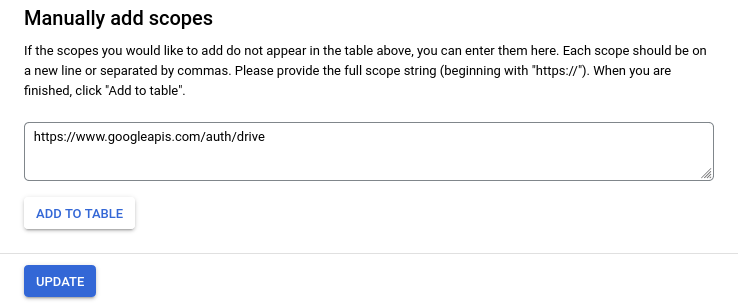 Manually add scopes
If the scopes you would like to add do not appear in the table above, you can enter them here. Each scope should be on
a new line or separated by commas. Please provide the full scope string (beginning with "https://"). When you are
finished, click "Add to table".
https://www.googleapis.com/auth/drive
ADD TO TABLE
UPDATE